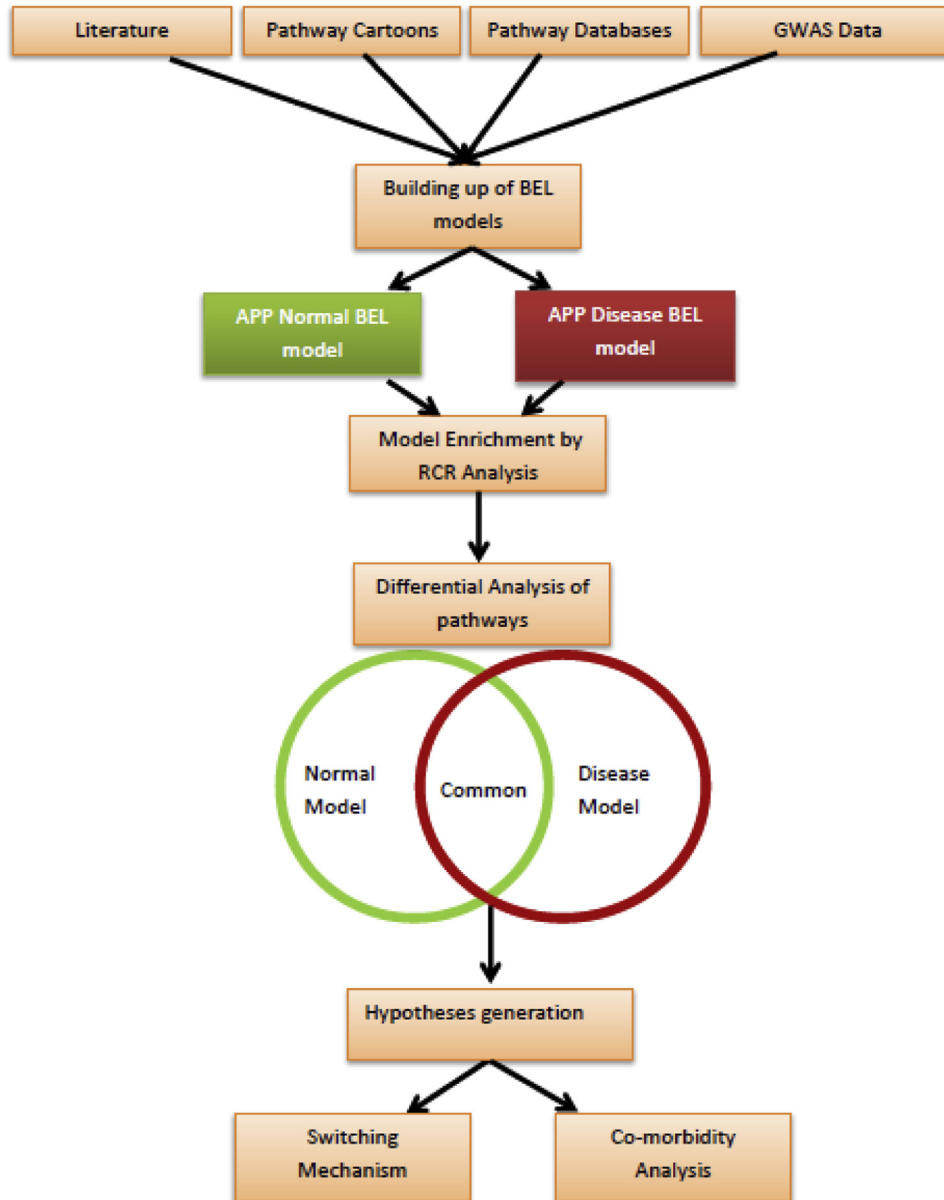 Literature
Pathway Cartoons
Pathway Databases
GWAS Data
Building up of BEL
models
APP Normal BEL
model
APP Disease BEL
model
Model Enrichment by
RCR Analysis
Differential Analysis of
pathways
Normal
Model
Common
Disease
Model
Hypotheses generation
Switching
Mechanism
Co-morbidity
Analysis